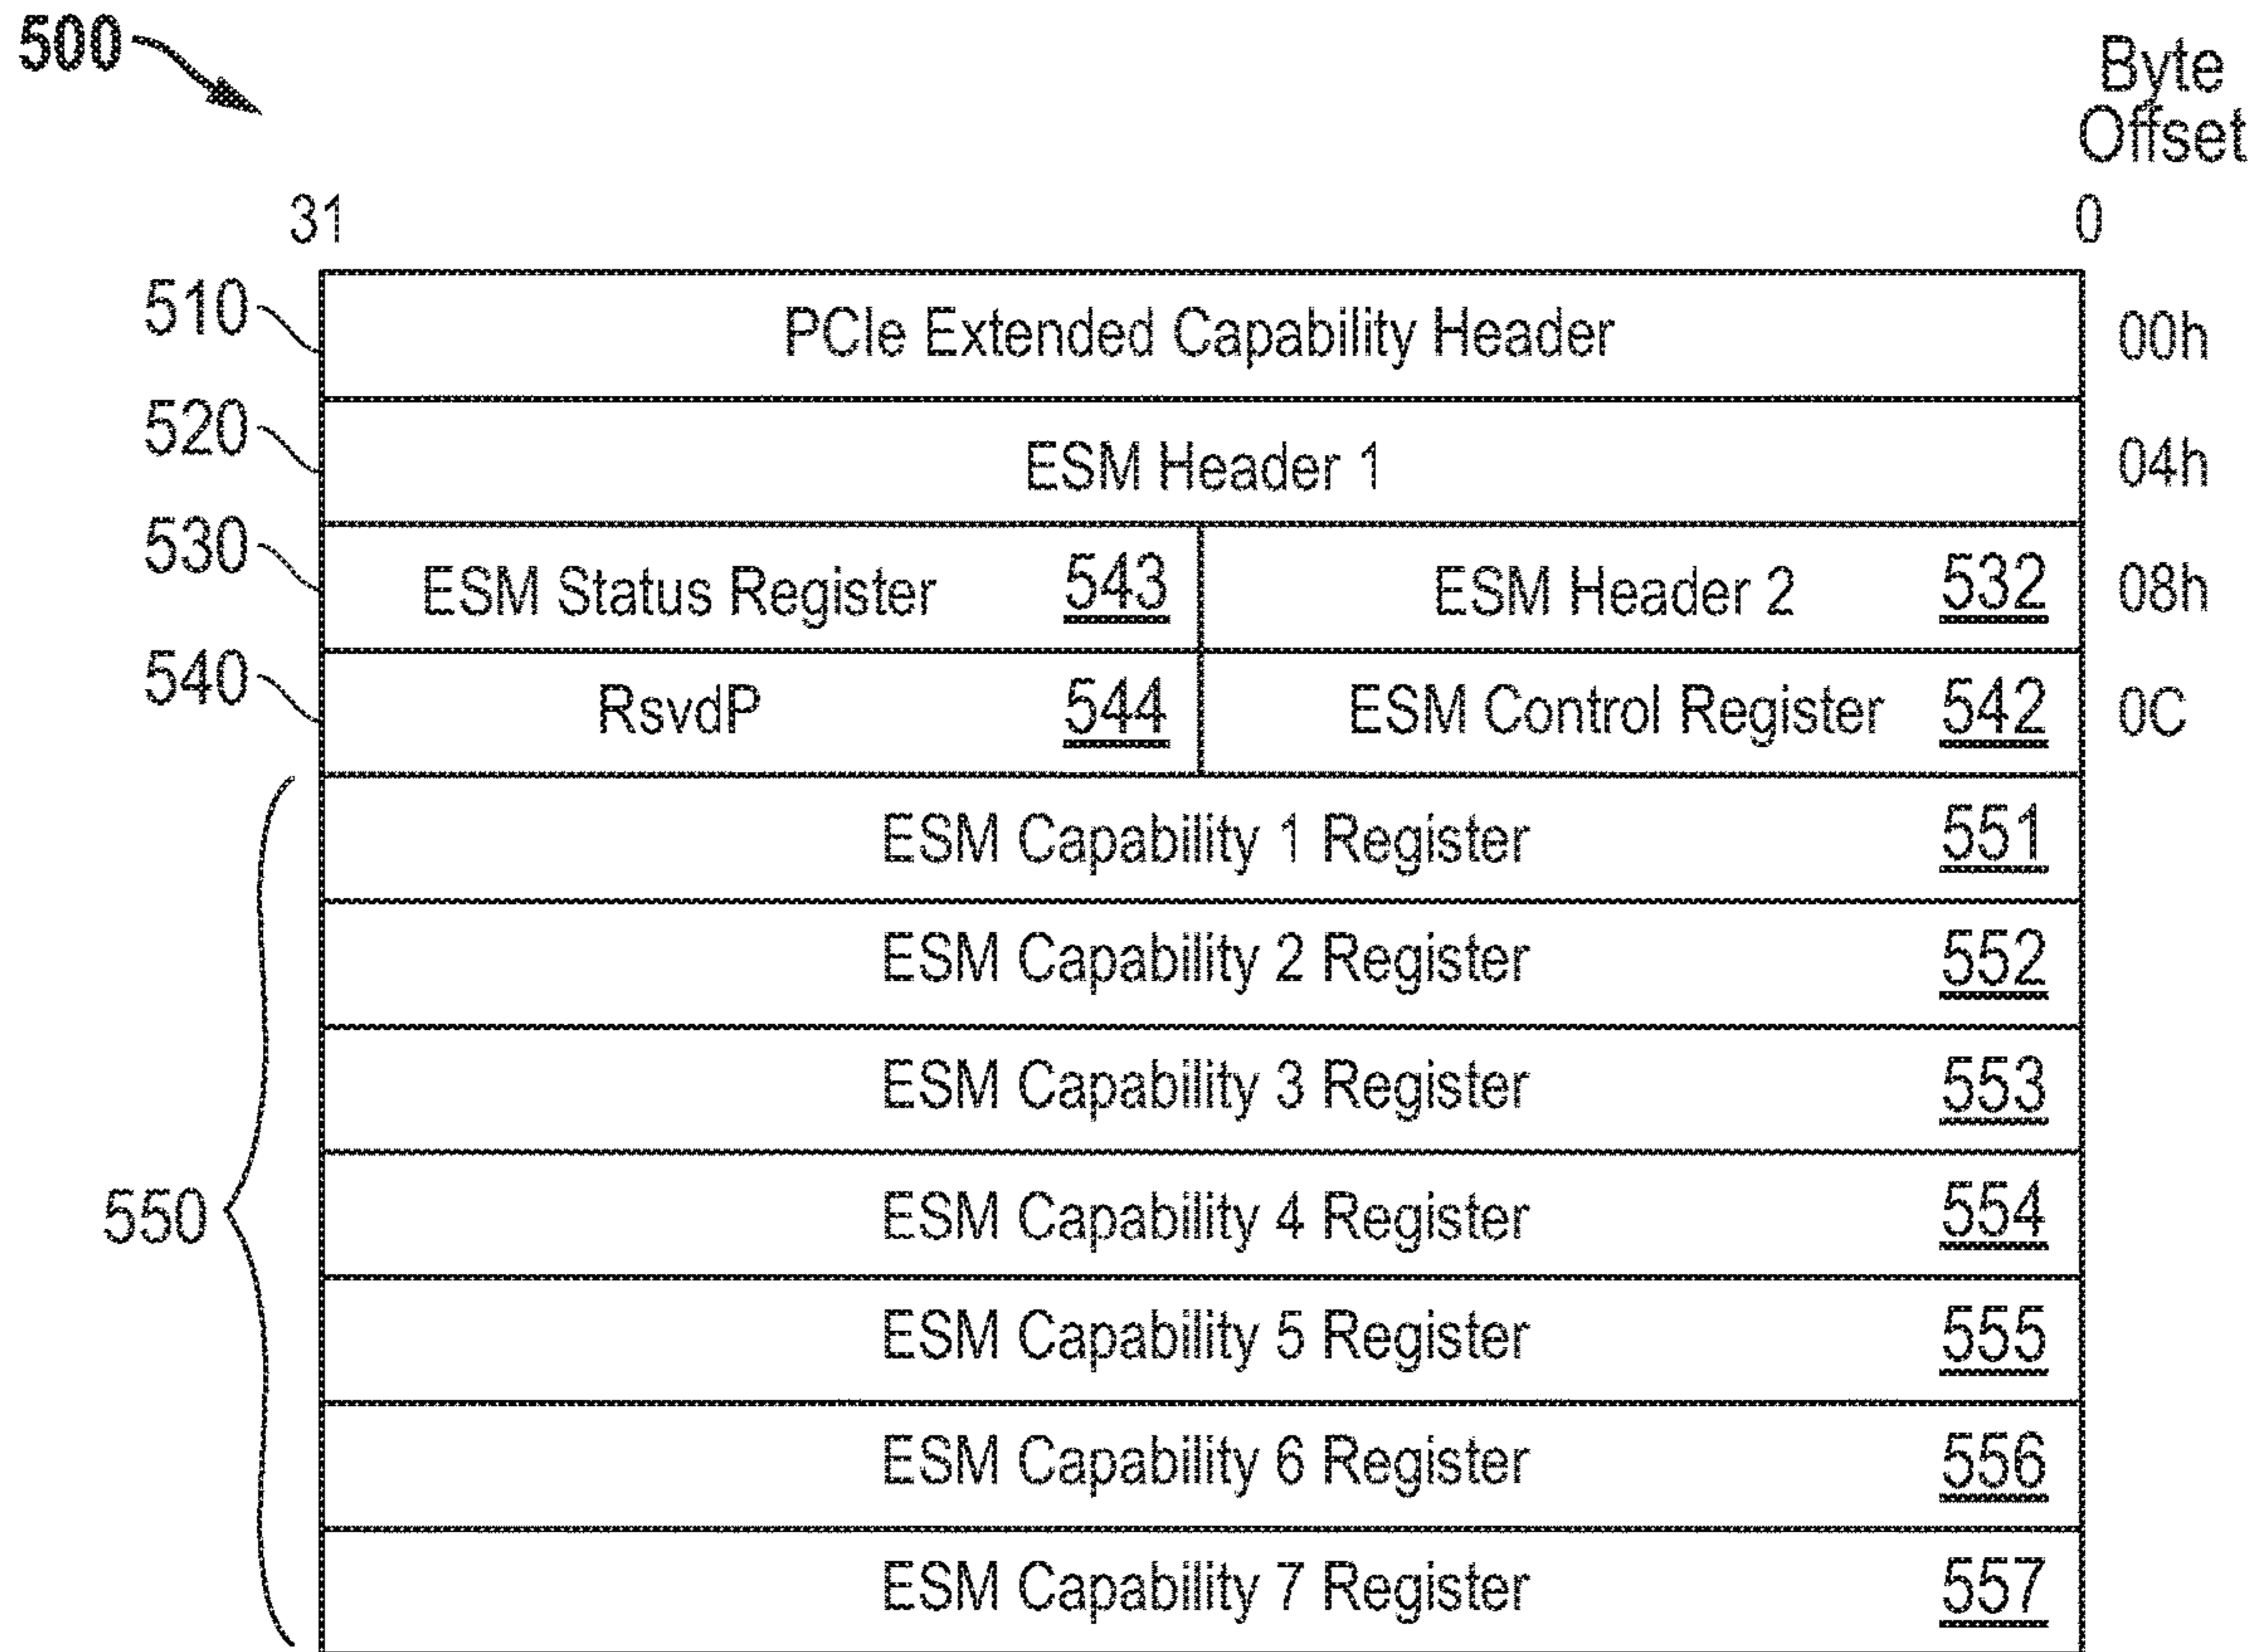 500
Byte
Offset
31 0
510 PCIe Extended Capability Header 00h
520 ESM Header 1 04h
530 ESM Status Register 543 ESM Header 2 532 08h
540 RsvdP 544 ESM Control Register 542 0C
ESM Capability 1 Register 551
ESM Capability 2 Register 552
ESM Capability 3 Register 553
550 ESM Capability 4 Register 554
ESM Capability 5 Register 555
ESM Capability 6 Register 556
ESM Capability 7 Register 557